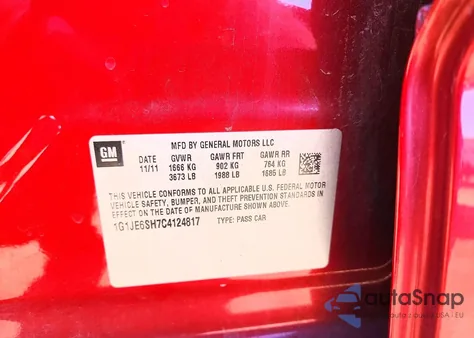 GM
MFD BY GENERAL MOTORS LLC
DATE GVWR GAWR FRT GAWR RR
11/11 1666 KG 902 KG 764 KG
3673 LB 1988 LB 1685 LB
THIS VEHICLE CONFORMS TO ALL APPLICABLE U.S. FEDERAL MOTOR
VEHICLE SAFETY, BUMPER, AND THEFT PREVENTION STANDARDS IN
EFFECT ON THE DATE OF MANUFACTURE SHOWN ABOVE.
1G1JE6SH7C4124817 TYPE: PASS CAR
autoSnap